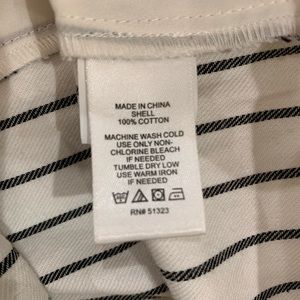 MADE IN CHINA
SHELL
100% COTTON
MACHINE WASH COLD
USE ONLY NON-
CHLORINE BLEACH
IF NEEDED
TUMBLE DRY LOW
USE WARM IRON
IF NEEDED
RN# 51323